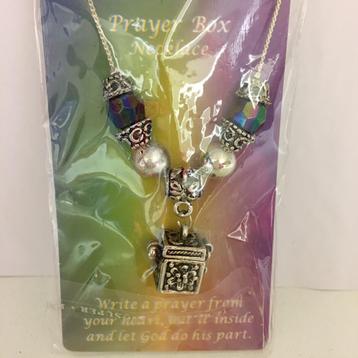 Prayer Box
Necklace
Write a prayer from
your heart, put it inside
and let God do his part.